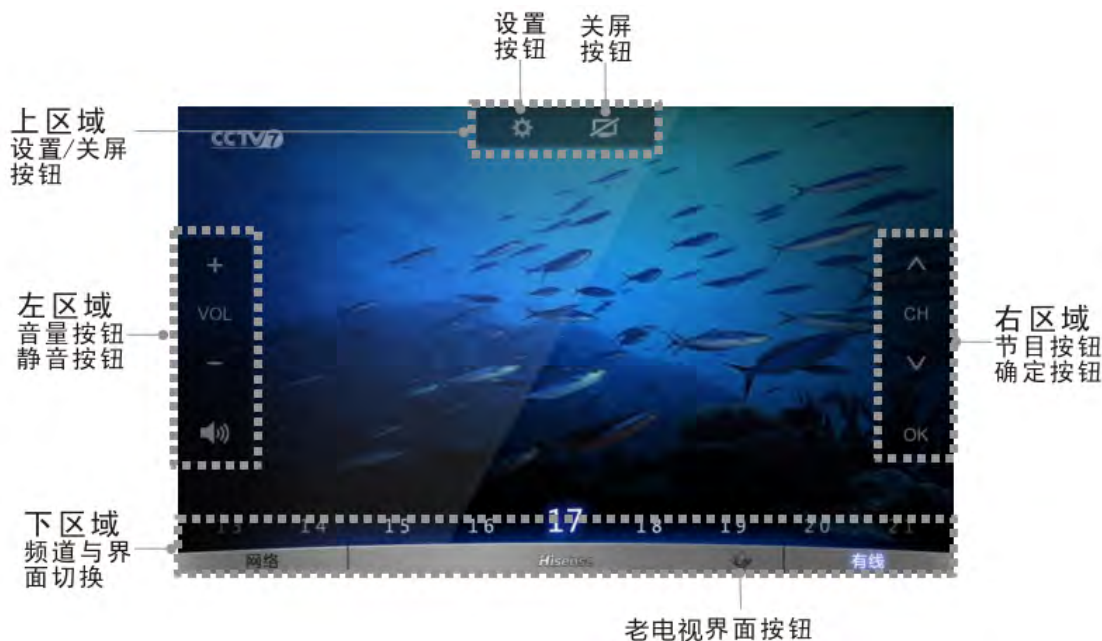 设置
按钮
关屏
按钮
上区域
设置/关屏
按钮
CCTV7
+
VOL
−
左区域
音量按钮
静音按钮
CH
OK
右区域
节目按钮
确定按钮
13 14 15 16 17 18 19 20 21
下区域
频道与界
面切换
网络
Hisense
有线
老电视界面按钮